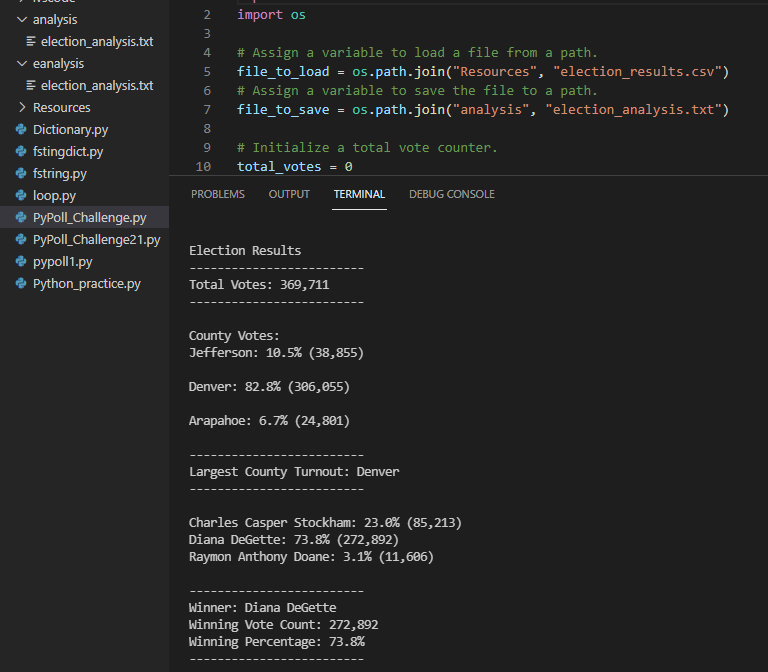 analysis
election_analysis.txt
eanalysis
election_analysis.txt
Resources
Dictionary.py
fstingdict.py
fstring.py
loop.py
PyPoll_Challenge.py
PyPoll_Challenge21.py
pypoll1.py
Python_practice.py
2 import os
3
4 # Assign a variable to load a file from a path.
5 file_to_load = os.path.join("Resources", "election_results.csv")
6 # Assign a variable to save the file to a path.
7 file_to_save = os.path.join("analysis", "election_analysis.txt")
8
9 # Initialize a total vote counter.
10 total_votes = 0
PROBLEMS OUTPUT TERMINAL DEBUG CONSOLE
Election Results
-------------------------
Total Votes: 369,711
-------------------------
County Votes:
Jefferson: 10.5% (38,855)
Denver: 82.8% (306,055)
Arapahoe: 6.7% (24,801)
-------------------------
Largest County Turnout: Denver
-------------------------
Charles Casper Stockham: 23.0% (85,213)
Diana DeGette: 73.8% (272,892)
Raymon Anthony Doane: 3.1% (11,606)
-------------------------
Winner: Diana DeGette
Winning Vote Count: 272,892
Winning Percentage: 73.8%
-------------------------